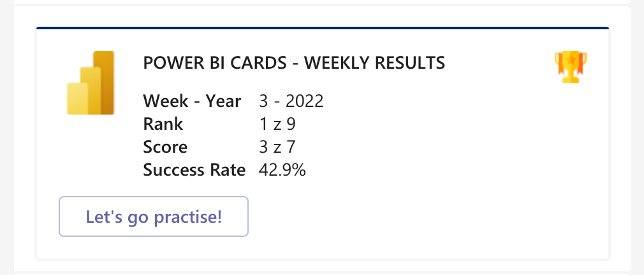 POWER BI CARDS - WEEKLY RESULTS
Week - Year 3 - 2022
Rank 1 z 9
Score 3 z 7
Success Rate 42.9%
Let's go practise!